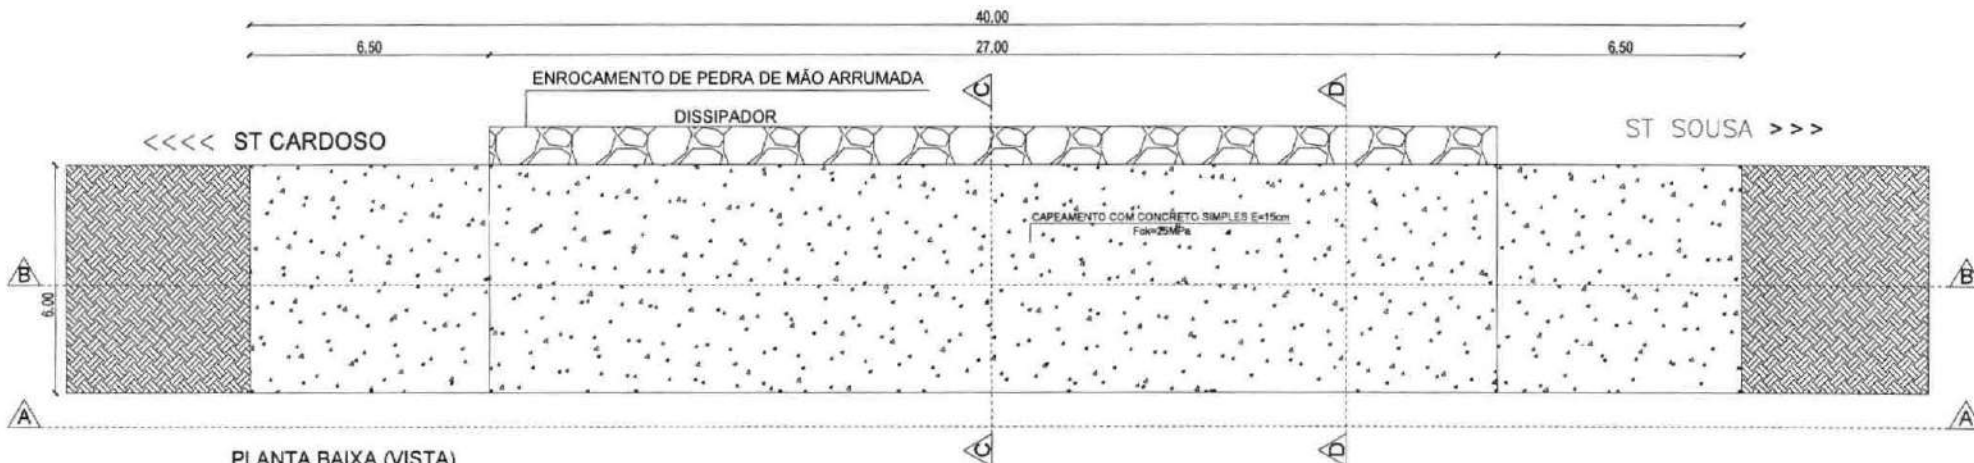 40.00
6.50
27.00
6.50
ENROCAMENTO DE PEDRA DE MÃO ARRUMADA
C
D
DISSIPADOR
<<<< ST CARDOSO
ST SOUSA >>>
CAPEAMENTO COM CONCRETO SIMPLES E=15cm
Fck=25MPa
B
B
6.00
A
A
C
D
PLANTA BAIXA (VISTA)